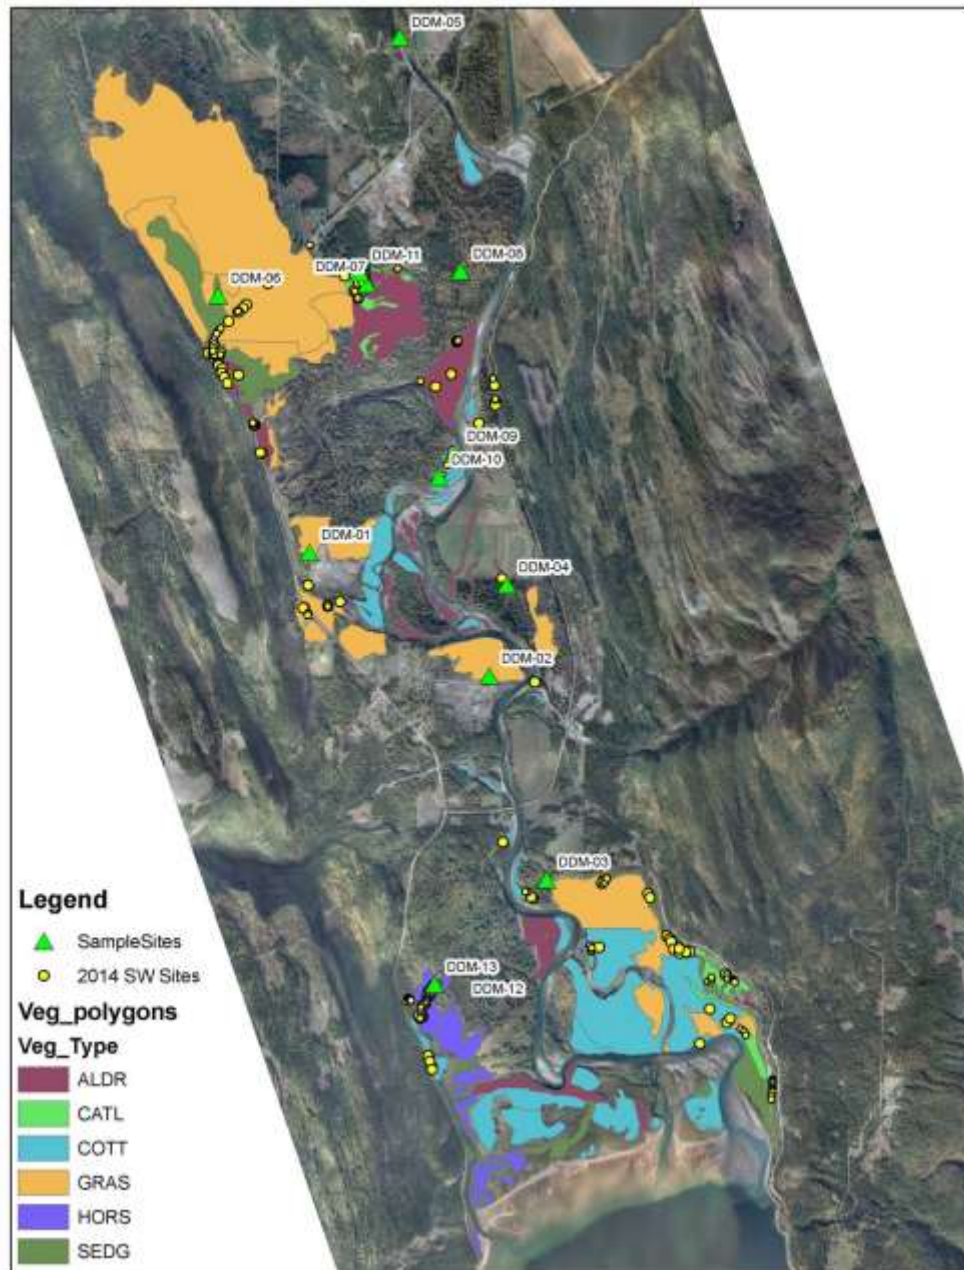 DDM-05
DDM-11
DDM-07
DDM-08
DDM-06
DDM-09
DDM-10
DDM-01
DDM-04
DDM-02
DDM-03
DDM-13
DDM-12
Legend
SampleSites
2014 SW Sites
Veg_polygons
Veg_Type
ALDR
CATL
COTT
GRAS
HORS
SEDG